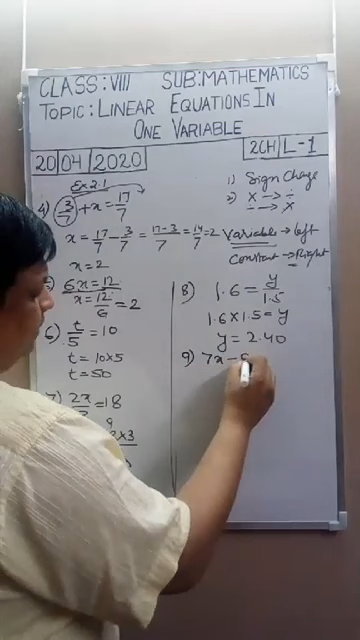 CLASS: VIII SUB: MATHEMATICS
TOPIC: LINEAR EQUATIONS IN
ONE VARIABLE
20 04 2020
2CH L-1
Ex 2.1
4) 3/7 + x = 17/7
x = 17/7 - 3/7 = 17-3/7 = 14/7 = 2
x = 2
5) 6x = 12
x = 12/6 = 2
6) t/5 = 10
t = 10x5
t = 50
7) 2x = 18
x3
1) Sign Change
2) x → ÷
÷ → x
Variable → left
Constant → Right
8) 1.6 = y/1.5
1.6 x 1.5 = y
y = 2.40
9) 7x -